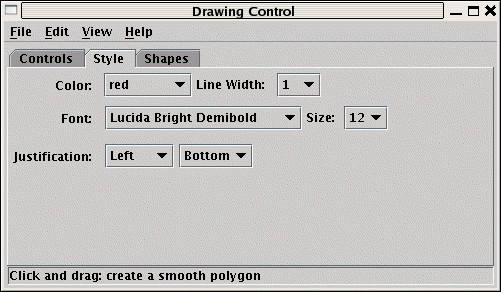 Drawing Control
File Edit View Help
Controls Style Shapes
Color: red Line Width: 1
Font: Lucida Bright Demibold Size: 12
Justification: Left Bottom
Click and drag: create a smooth polygon